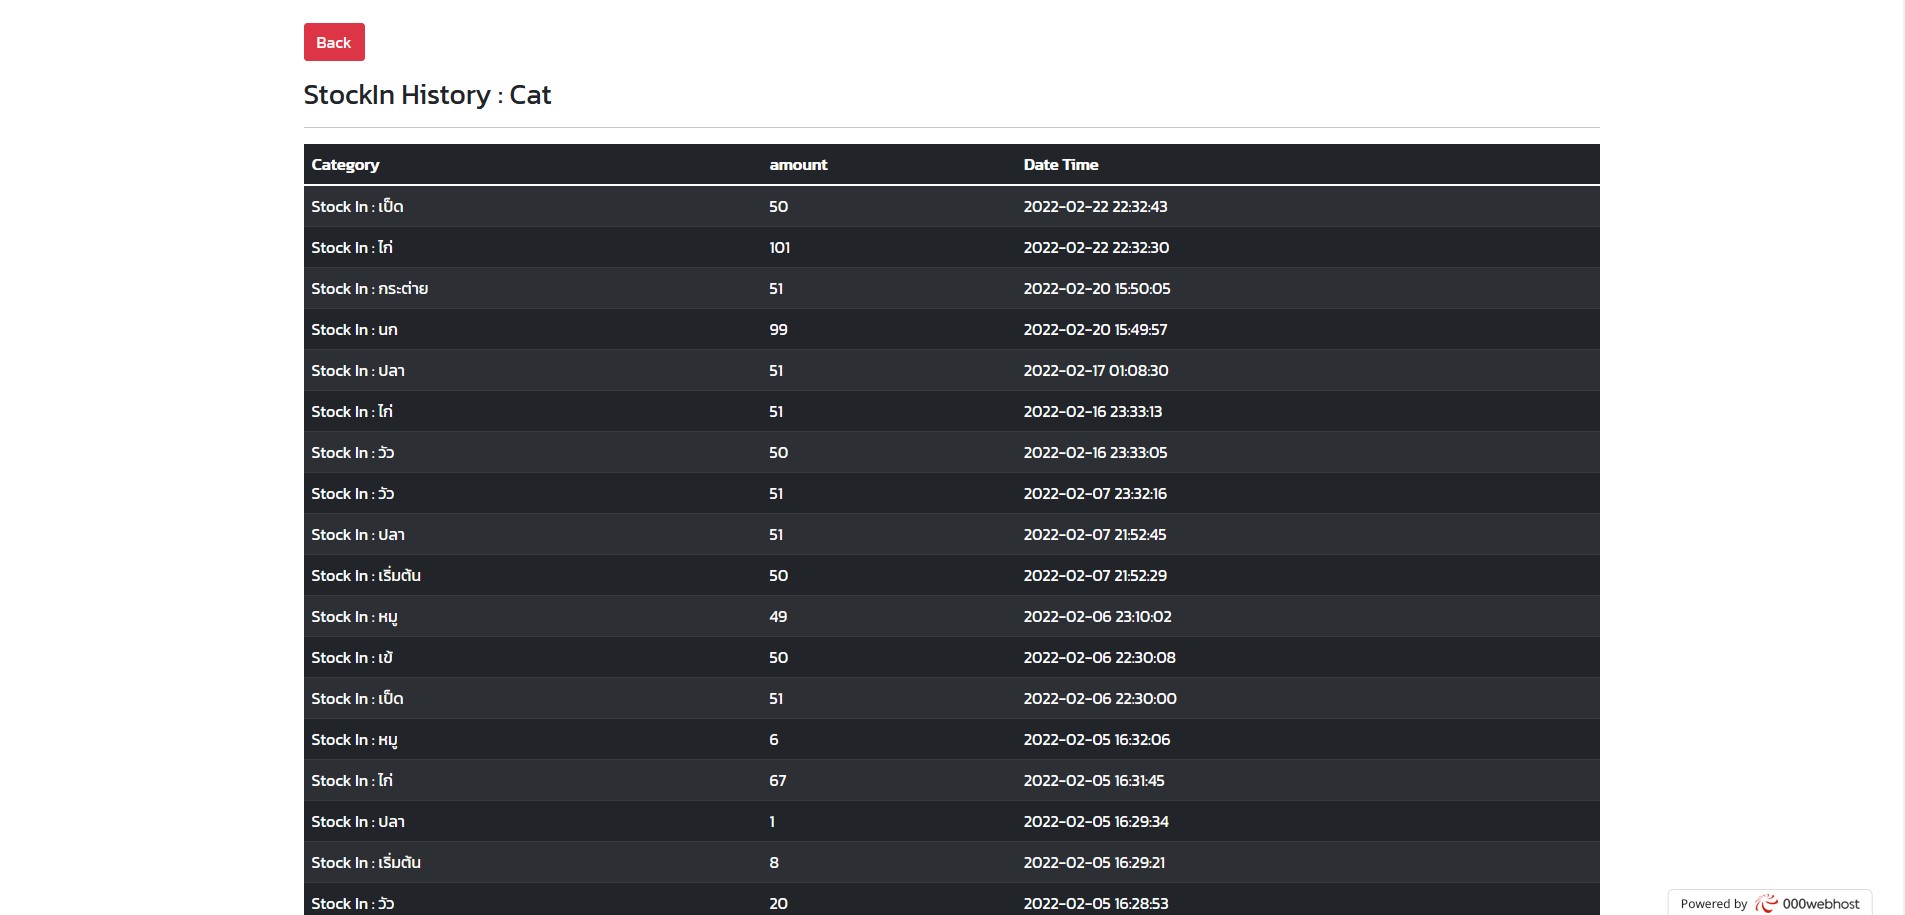 Back
StockIn History : Cat
Category amount Date Time
Stock In : เป็ด 50 2022-02-22 22:32:43
Stock In : ไก่ 101 2022-02-22 22:32:30
Stock In : กระต่าย 51 2022-02-20 15:50:05
Stock In : นก 99 2022-02-20 15:49:57
Stock In : ปลา 51 2022-02-17 01:08:30
Stock In : ไก่ 51 2022-02-16 23:33:13
Stock In : วัว 50 2022-02-16 23:33:05
Stock In : วัว 51 2022-02-07 23:32:16
Stock In : ปลา 51 2022-02-07 21:52:45
Stock In : เริ่มต้น 50 2022-02-07 21:52:29
Stock In : หมู 49 2022-02-06 23:10:02
Stock In : เข้ 50 2022-02-06 22:30:08
Stock In : เป็ด 51 2022-02-06 22:30:00
Stock In : หมู 6 2022-02-05 16:32:06
Stock In : ไก่ 67 2022-02-05 16:31:45
Stock In : ปลา 1 2022-02-05 16:29:34
Stock In : เริ่มต้น 8 2022-02-05 16:29:21
Stock In : วัว 20 2022-02-05 16:28:53
Powered by 000webhost